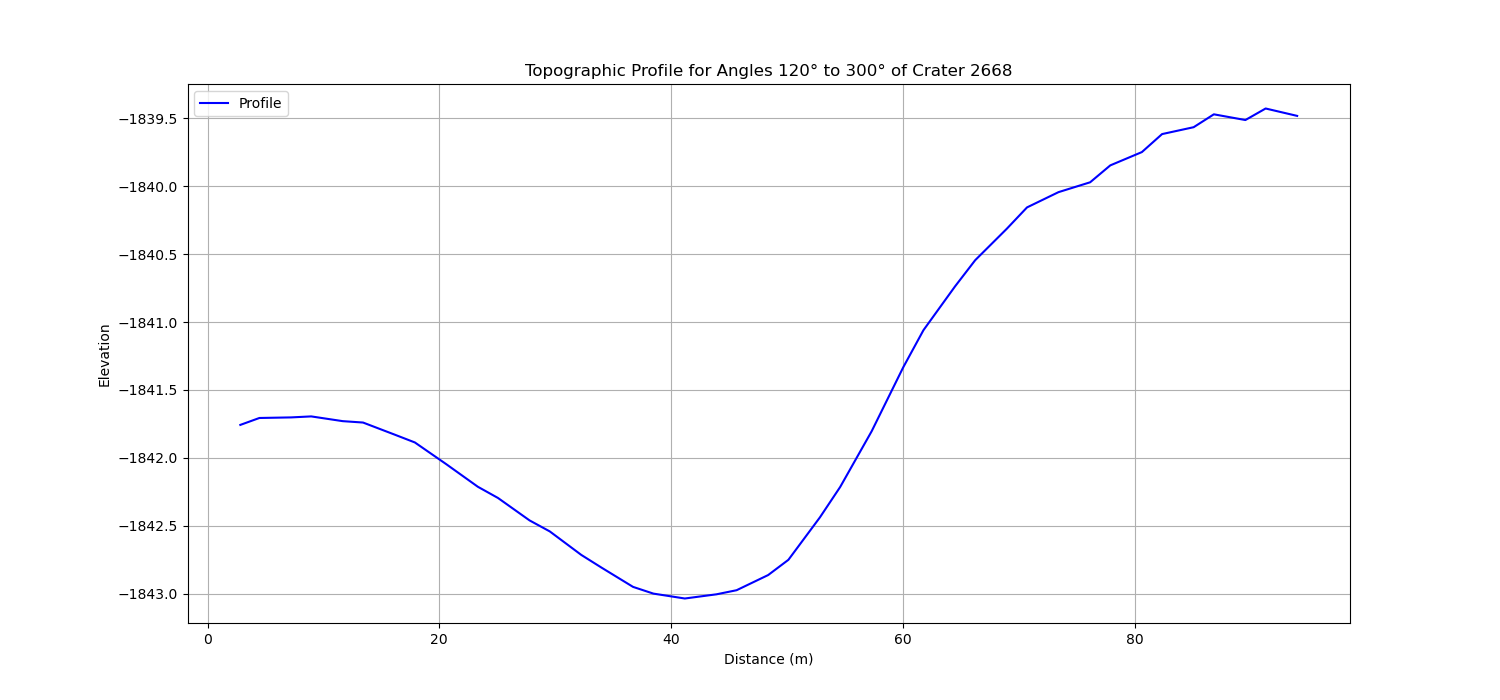 Topographic Profile for Angles 120° to 300° of Crater 2668
Profile
−1839.5
−1840.0
−1840.5
−1841.0
−1841.5
−1842.0
−1842.5
−1843.0
Elevation
0 20 40 60 80
Distance (m)